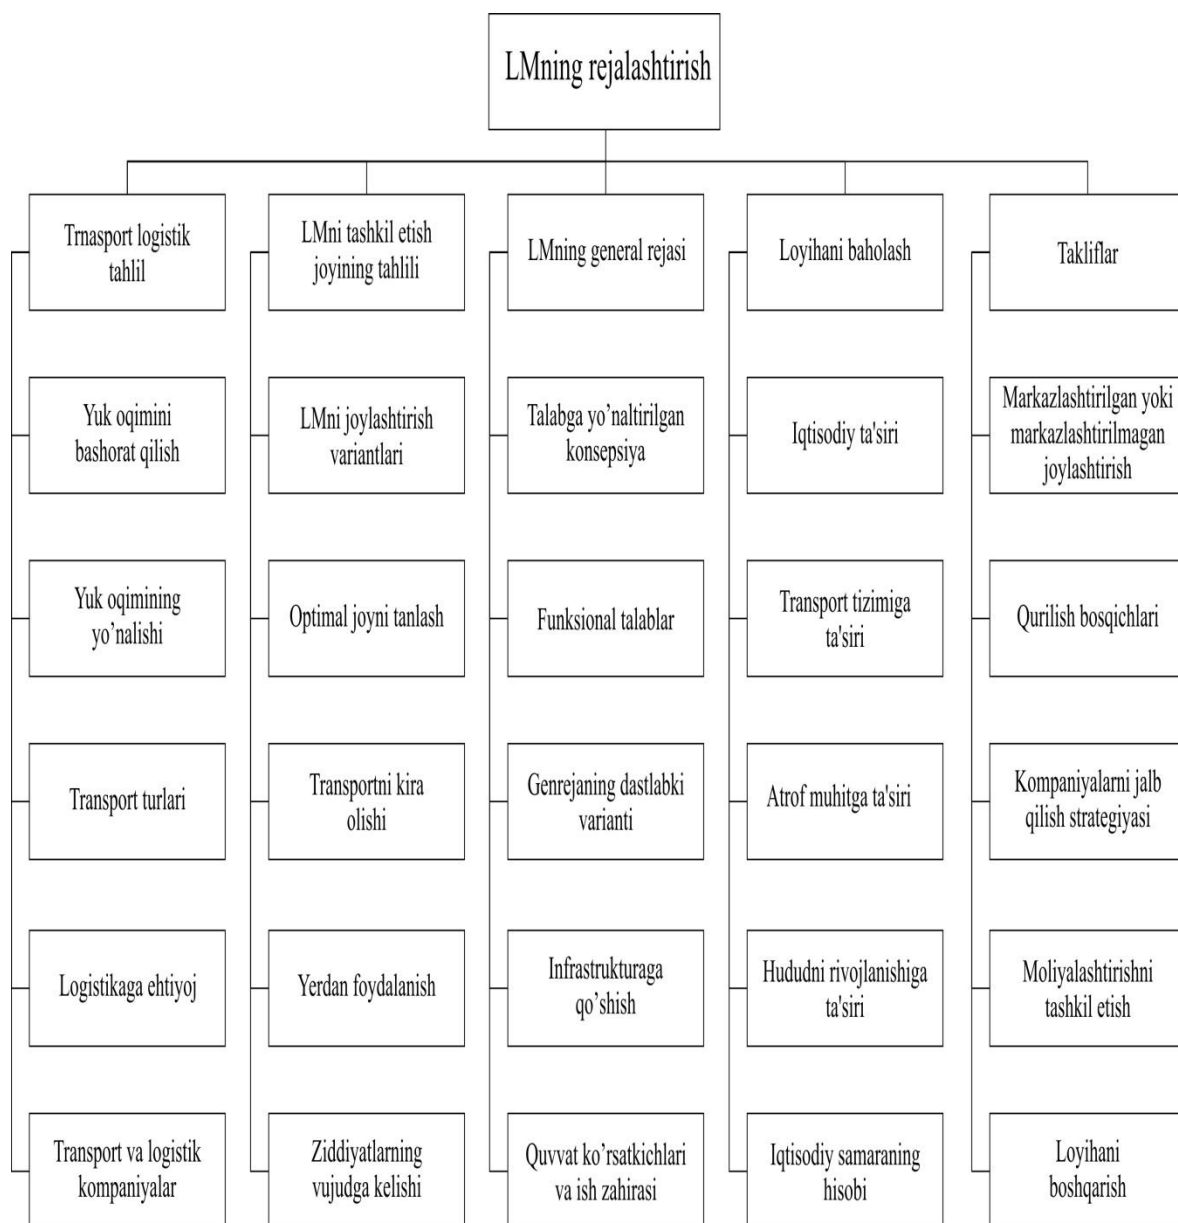 LMning rejalashtirish
Trnasport logistik
tahlil
LMni tashkil etish
joyining tahlili
LMning general rejasi
Loyihani baholash
Takliflar
Yuk oqimini
bashorat qilish
LMni joylashtirish
variantlari
Talabga yo’naltirilgan
konsepsiya
Iqtisodiy ta'siri
Markazlashtirilgan yoki
markazlashtirilmagan
joylashtirish
Yuk oqimining
yo’nalishi
Optimal joyni tanlash
Funksional talablar
Transport tizimiga
ta'siri
Qurilish bosqichlari
Transport turlari
Transportni kira
olishi
Genrejaning dastlabki
varianti
Atrof muhitga ta'siri
Kompaniyalarni jalb
qilish strategiyasi
Logistikaga ehtiyoj
Yerdan foydalanish
Infrastrukturaga
qo’shish
Hududni rivojlanishiga
ta'siri
Moliyalashtirishni
tashkil etish
Transport va logistik
kompaniyalar
Ziddiyatlarning
vujudga kelishi
Quvvat ko’rsatkichlari
va ish zahirasi
Iqtisodiy samaraning
hisobi
Loyihani
boshqarish